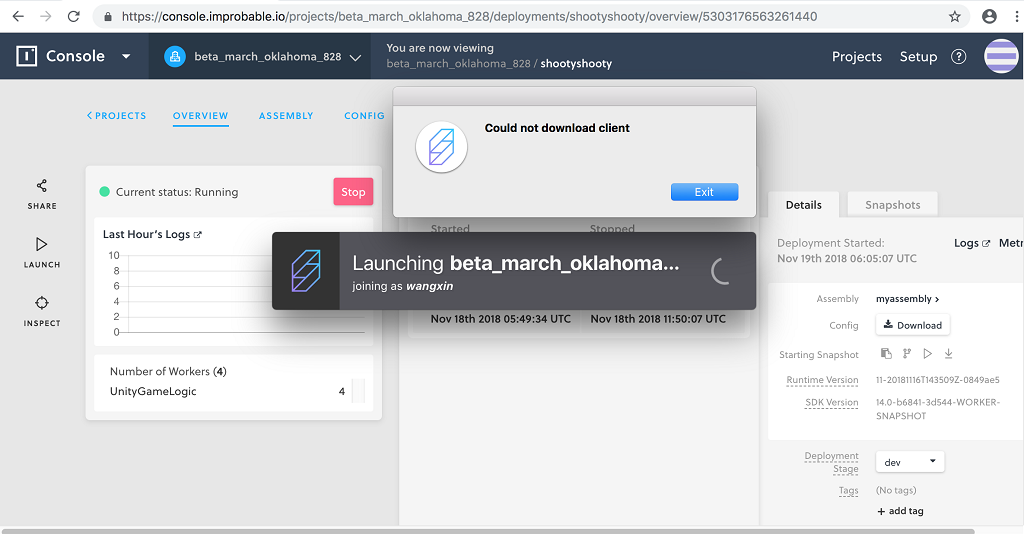 https://console.improbable.io/projects/beta_march_oklahoma_828/deployments/shootyshooty/overview/5303176563261440
Console
beta_march_oklahoma_828
You are now viewing
beta_march_oklahoma_828 / shootyshooty
Projects
Setup
?
PROJECTS
OVERVIEW
ASSEMBLY
CONFIG
Could not download client
Exit
SHARE
LAUNCH
INSPECT
Current status: Running
Stop
Last Hour's Logs
10
8
6
4
2
0
Number of Workers (4)
UnityGameLogic 4
Started Stopped
Launching beta_march_oklahoma...
joining as wangxin
Nov 18th 2018 05:49:34 UTC Nov 18th 2018 11:50:07 UTC
Details
Snapshots
Deployment Started:
Nov 19th 2018 06:05:07 UTC
Logs
Metr
Assembly myassembly
Config Download
Starting Snapshot
Runtime Version 11-20181116T143509Z-0849ae5
SDK Version 14.0-b6841-3d544-WORKER-
SNAPSHOT
Deployment
Stage
dev
Tags (No tags)
+ add tag